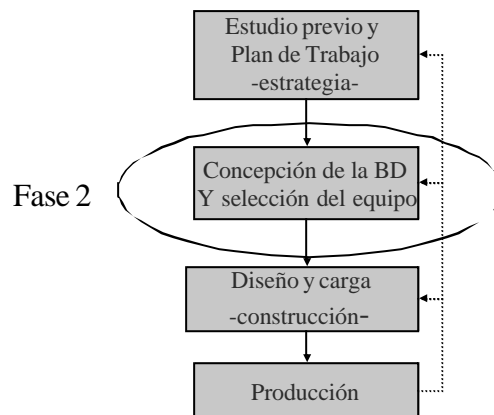 Estudio previo y
Plan de Trabajo
-estrategia-
Fase 2
Concepción de la BD
Y selección del equipo
Diseño y carga
-construcción-
Producción